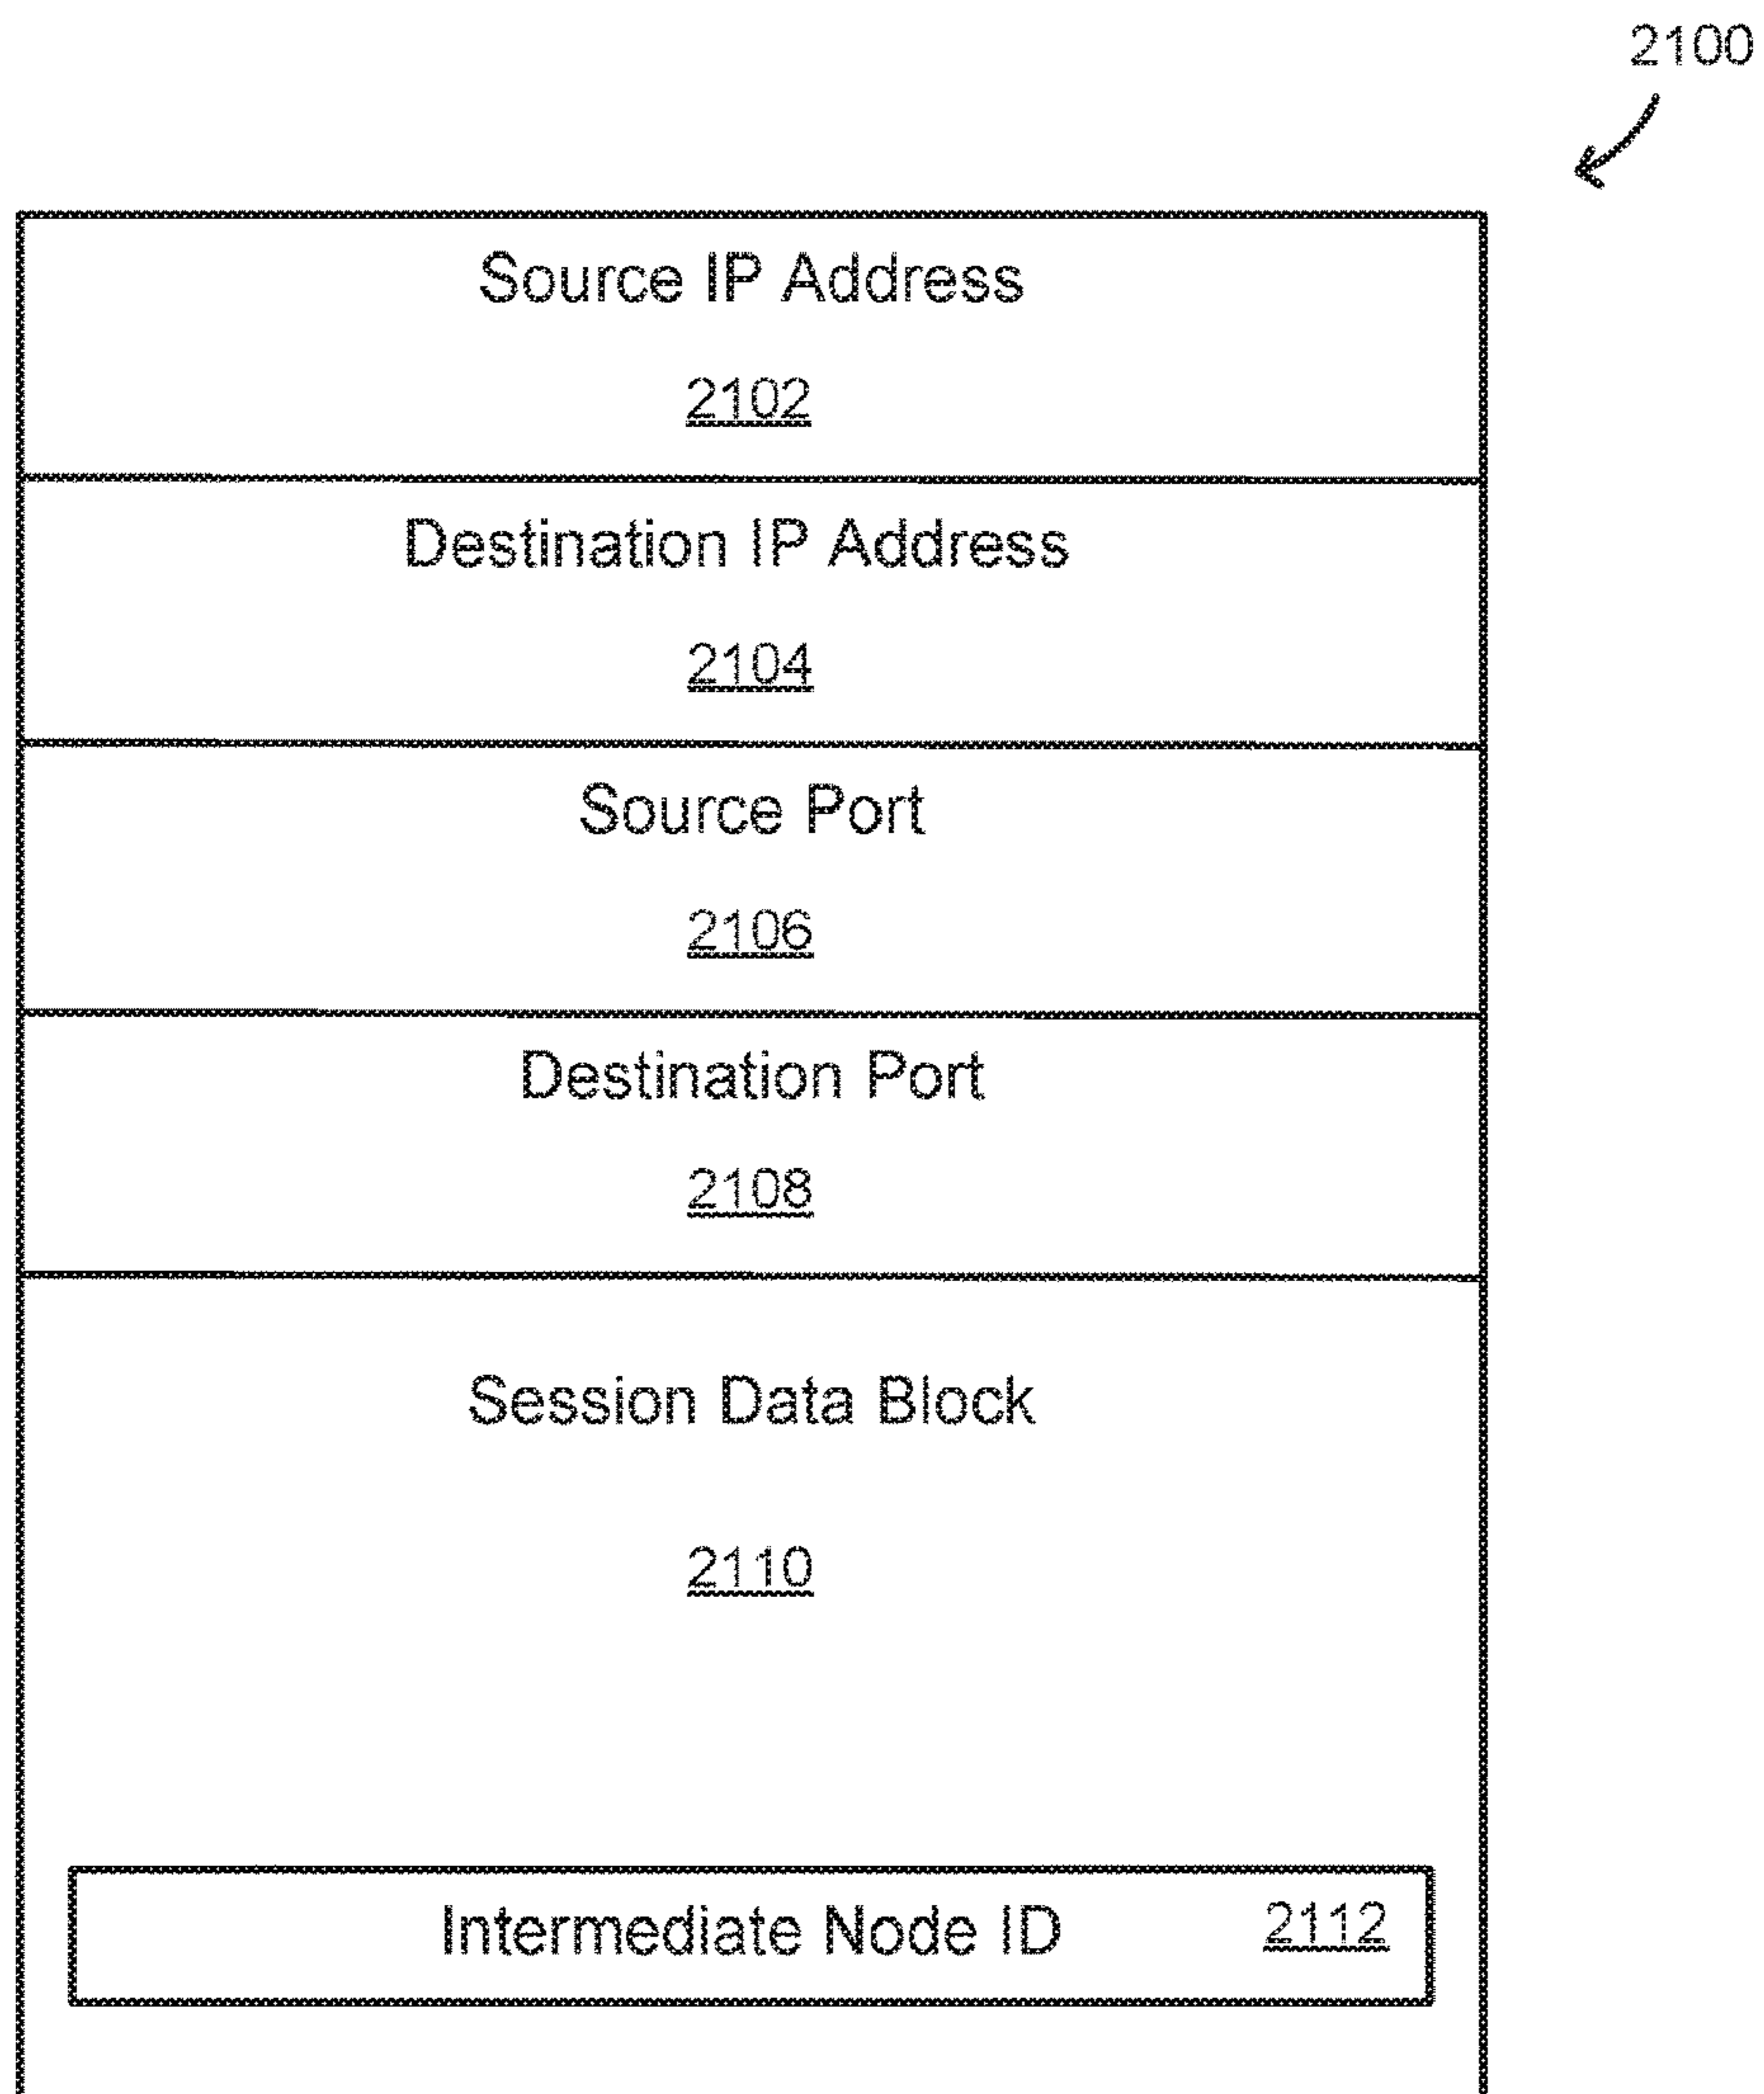 2100
Source IP Address
2102
Destination IP Address
2104
Source Port
2106
Destination Port
2108
Session Data Block
2110
Intermediate Node ID 2112